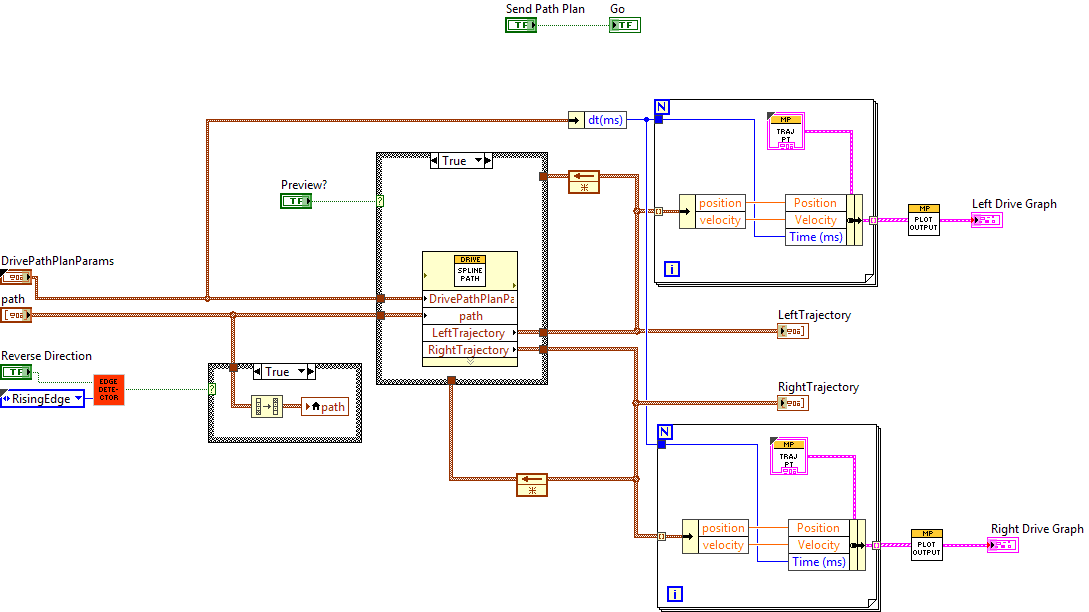 Send Path Plan
Go
TF
TF
N
dt(ms)
MP
TRAJ
PT
True
Preview?
TF
?
position
velocity
Position
Velocity
Time (ms)
MP
PLOT
OUTPUT
Left Drive Graph
i
DRIVE
SPLINE
PATH
DrivePathPlanParams
DrivePathPlanPa
path
path
LeftTrajectory
RightTrajectory
LeftTrajectory
Reverse Direction
TF
RisingEdge
EDGE
DETE-
CTOR
True
?
path
RightTrajectory
N
MP
TRAJ
PT
position
velocity
Position
Velocity
Time (ms)
MP
PLOT
OUTPUT
Right Drive Graph
i